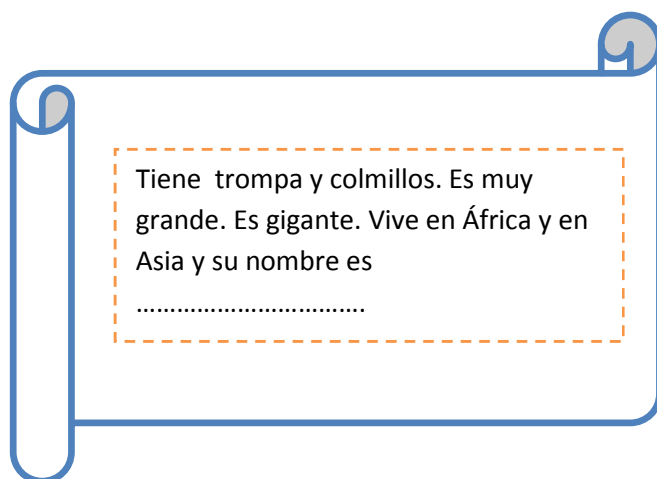 Tiene trompa y colmillos. Es muy
grande. Es gigante. Vive en África y en
Asia y su nombre es
…………………………….